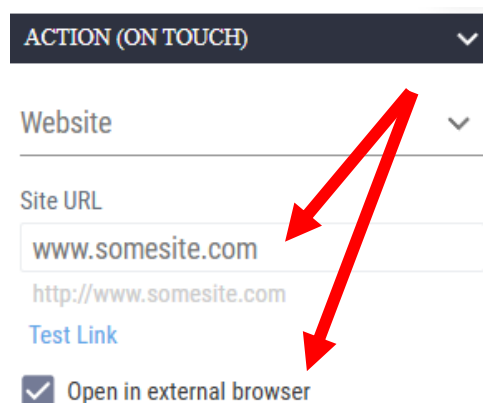 ACTION (ON TOUCH)
Website
Site URL
www.somesite.com
http://www.somesite.com
Test Link
Open in external browser